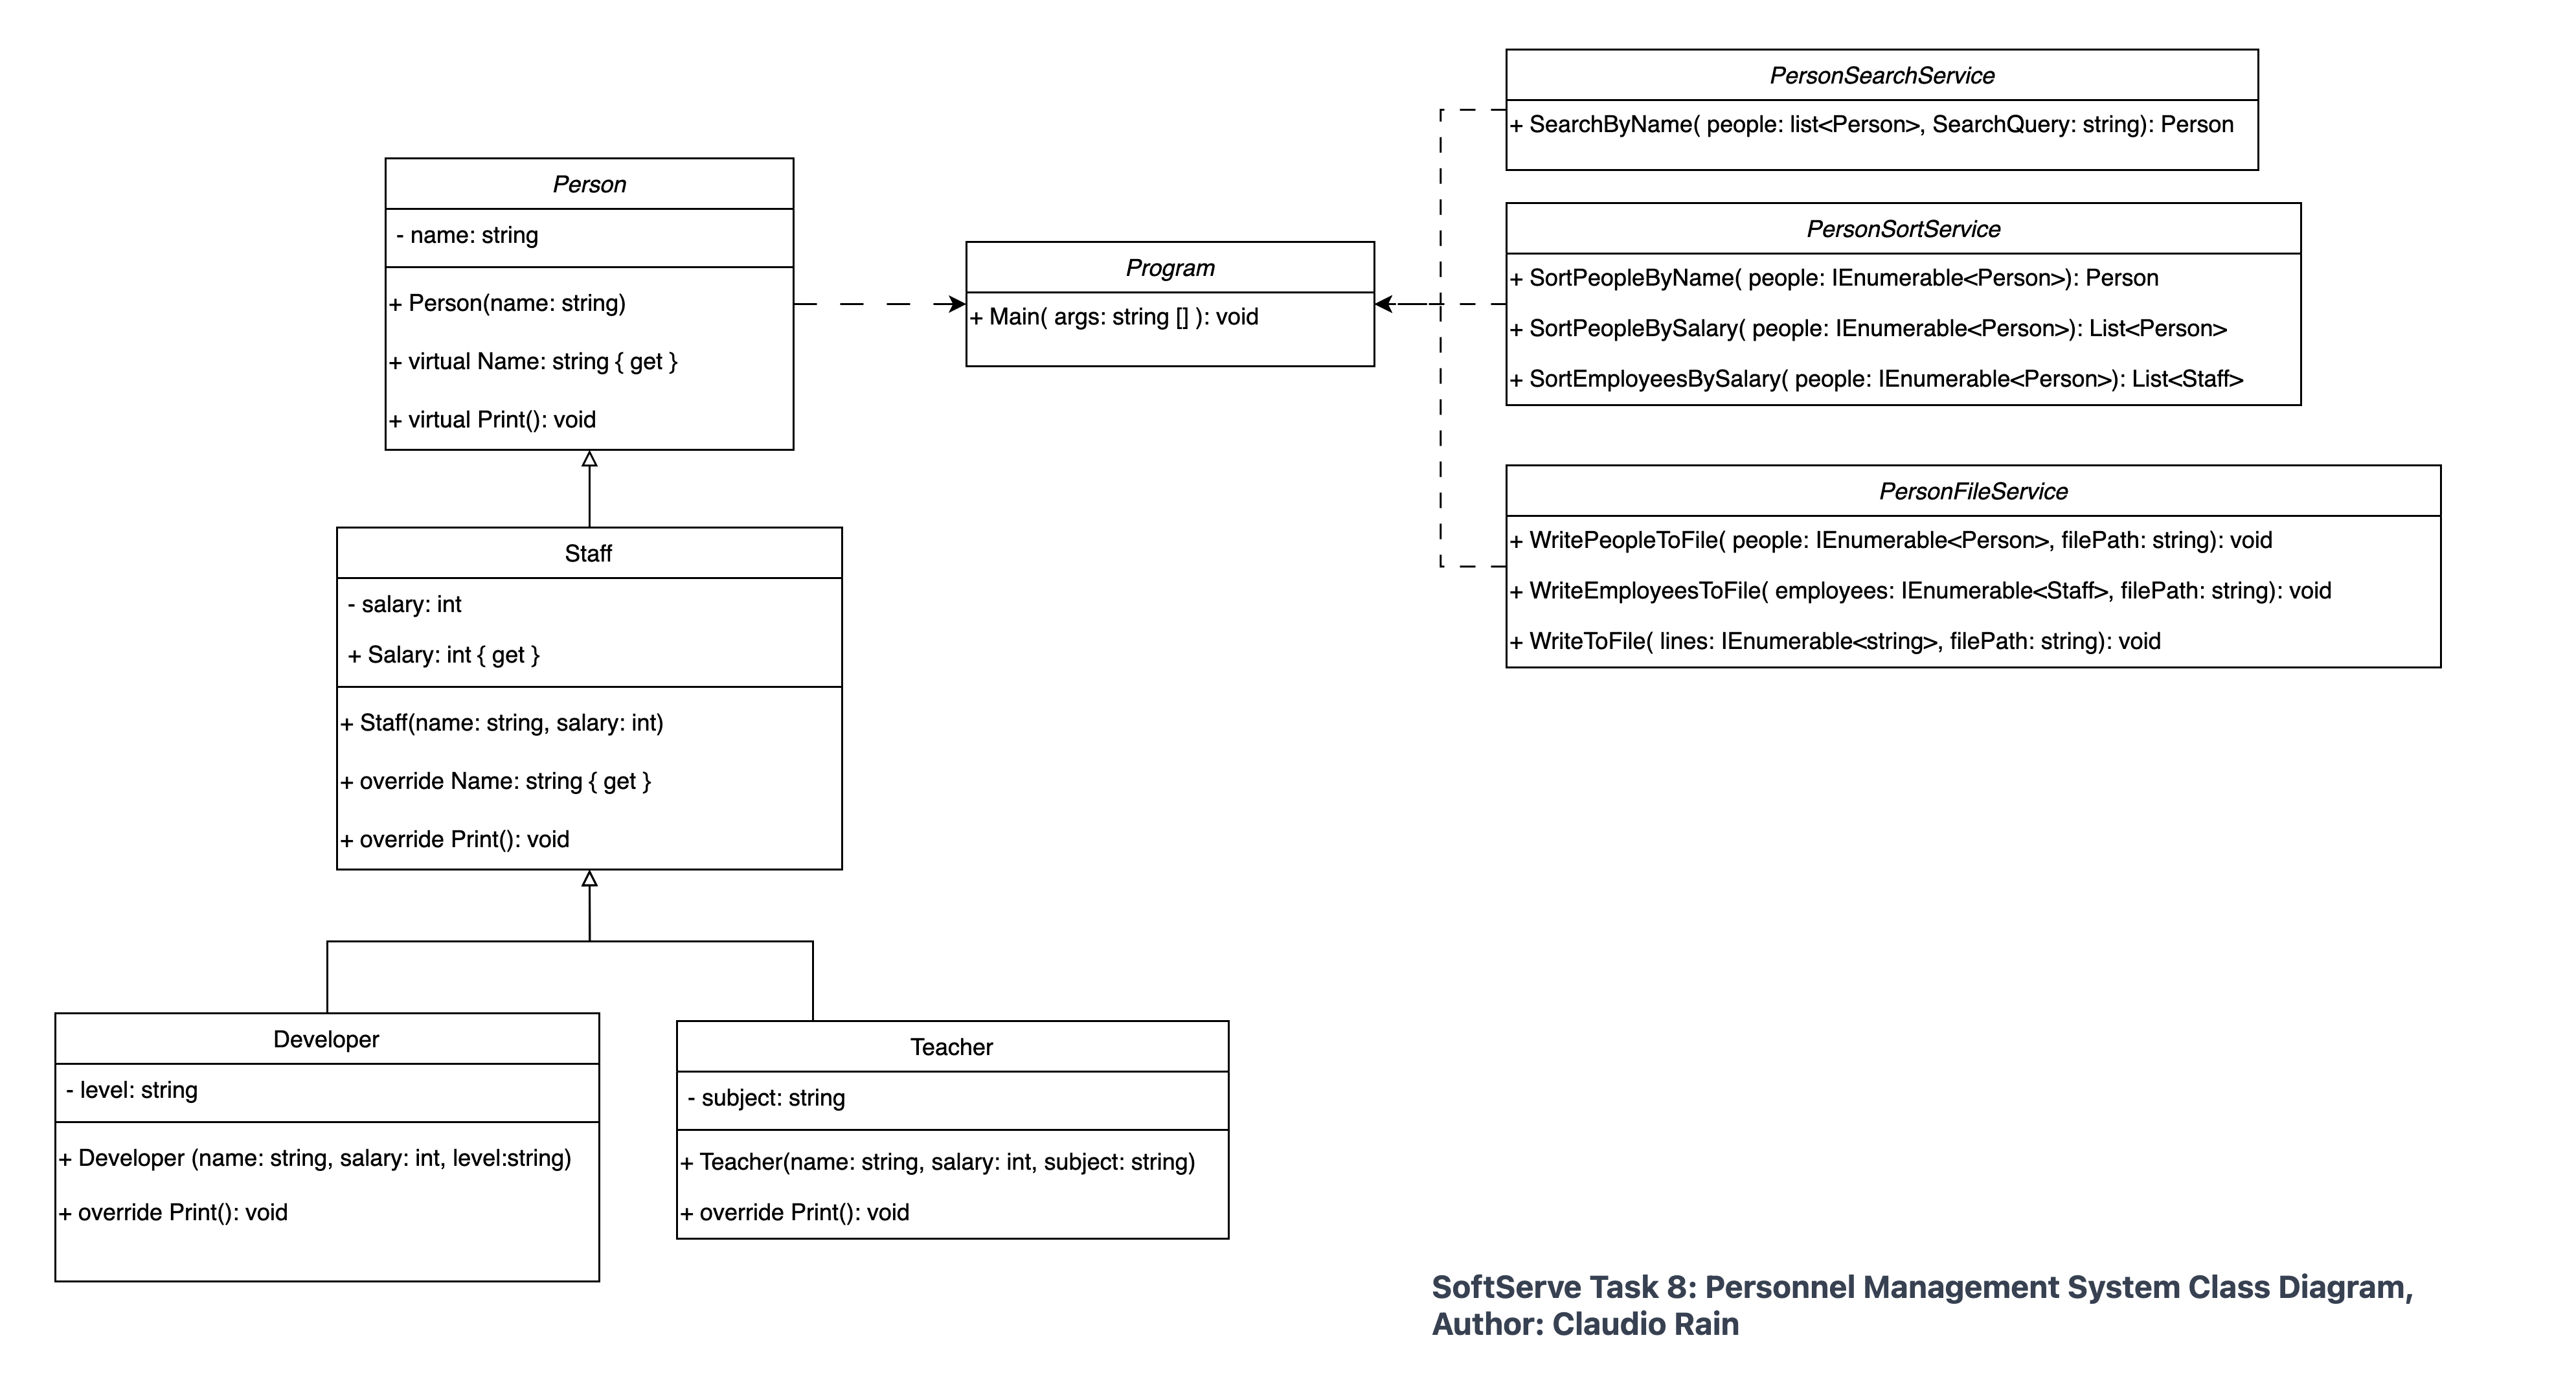 Person
- name: string
+ Person(name: string)
+ virtual Name: string { get }
+ virtual Print(): void
Program
+ Main( args: string [] ): void
PersonSearchService
+ SearchByName( people: list<Person>, SearchQuery: string): Person
PersonSortService
+ SortPeopleByName( people: IEnumerable<Person>): Person
+ SortPeopleBySalary( people: IEnumerable<Person>): List<Person>
+ SortEmployeesBySalary( people: IEnumerable<Person>): List<Staff>
PersonFileService
+ WritePeopleToFile( people: IEnumerable<Person>, filePath: string): void
+ WriteEmployeesToFile( employees: IEnumerable<Staff>, filePath: string): void
+ WriteToFile( lines: IEnumerable<string>, filePath: string): void
Staff
- salary: int
+ Salary: int { get }
+ Staff(name: string, salary: int)
+ override Name: string { get }
+ override Print(): void
Developer
- level: string
+ Developer (name: string, salary: int, level:string)
+ override Print(): void
Teacher
- subject: string
+ Teacher(name: string, salary: int, subject: string)
+ override Print(): void
SoftServe Task 8: Personnel Management System Class Diagram,
Author: Claudio Rain